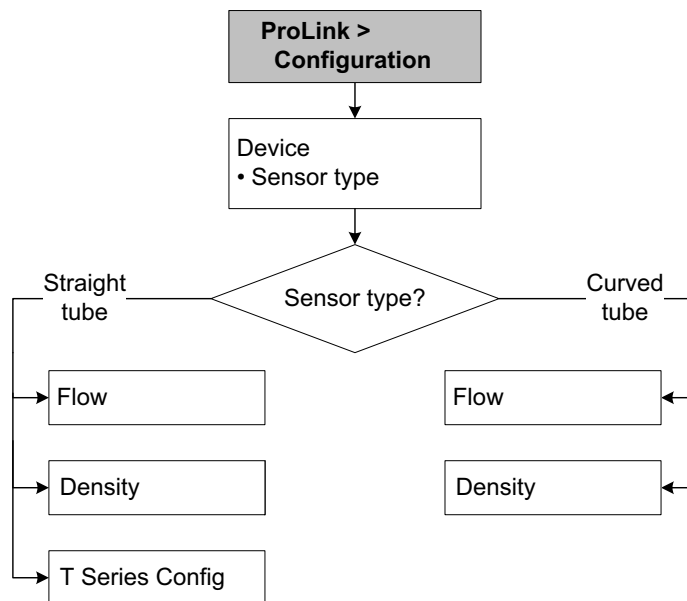 ProLink >
Configuration
Device
• Sensor type
Straight
tube
Sensor type?
Curved
tube
Flow
Flow
Density
Density
T Series Config